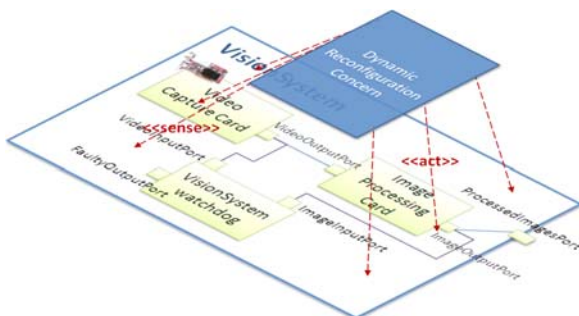 Vision
System
Dynamic
Reconfiguration
Concern
Video
Capture Card
<<sense>>
VideoInputPort
VideoOutputPort
FaultyOutputPort
VisionSystem
watchdog
ImageInputPort
<<act>>
Image
Processing
Card
ProcessedImagesPort
ImageOutputPort